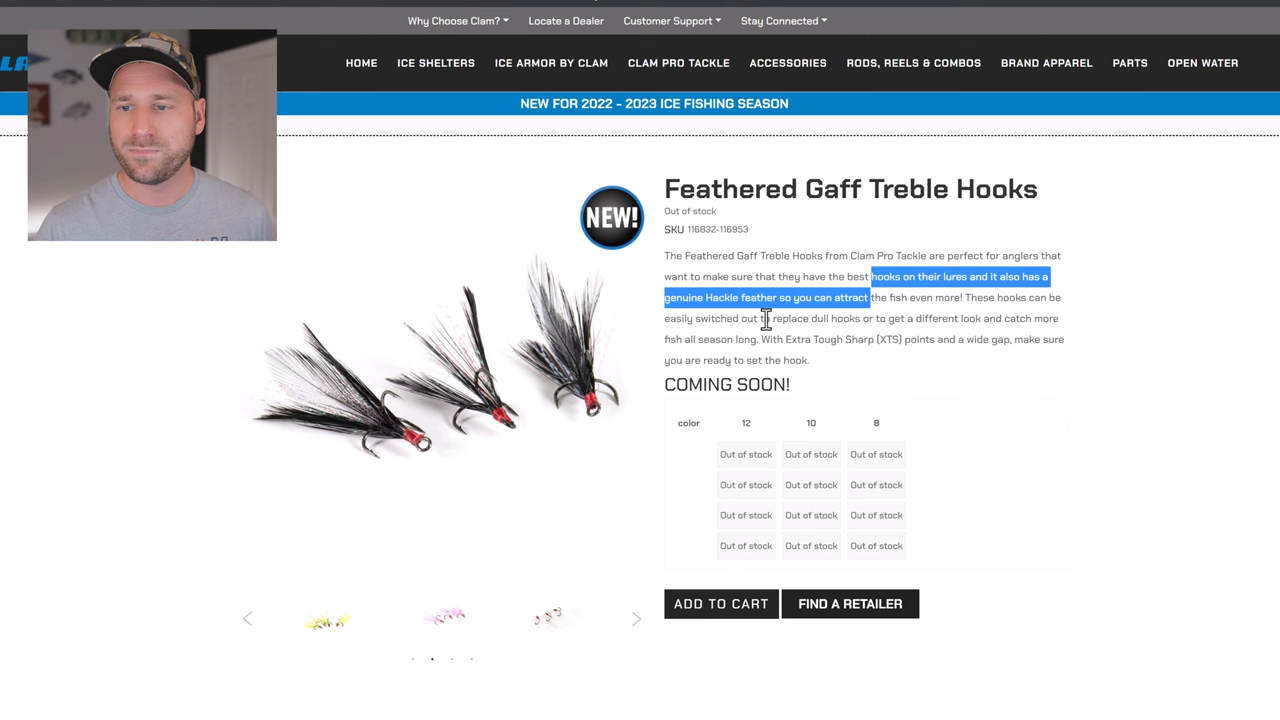 Why Choose Clam? Locate a Dealer Customer Support Stay Connected
HOME ICE SHELTERS ICE ARMOR BY CLAM CLAM PRO TACKLE ACCESSORIES RODS, REELS & COMBOS BRAND APPAREL PARTS OPEN WATER
NEW FOR 2022 - 2023 ICE FISHING SEASON
NEW!
Feathered Gaff Treble Hooks
Out of stock
SKU 116832-116953
The Feathered Gaff Treble Hooks from Clam Pro Tackle are perfect for anglers that
want to make sure that they have the best hooks on their lures and it also has a
genuine Hackle feather so you can attract the fish even more! These hooks can be
easily switched out to replace dull hooks or to get a different look and catch more
fish all season long. With Extra Tough Sharp (XTS) points and a wide gap, make sure
you are ready to set the hook.
COMING SOON!
color 12 10 8
Out of stock Out of stock Out of stock
Out of stock Out of stock Out of stock
Out of stock Out of stock Out of stock
Out of stock Out of stock Out of stock
ADD TO CART FIND A RETAILER